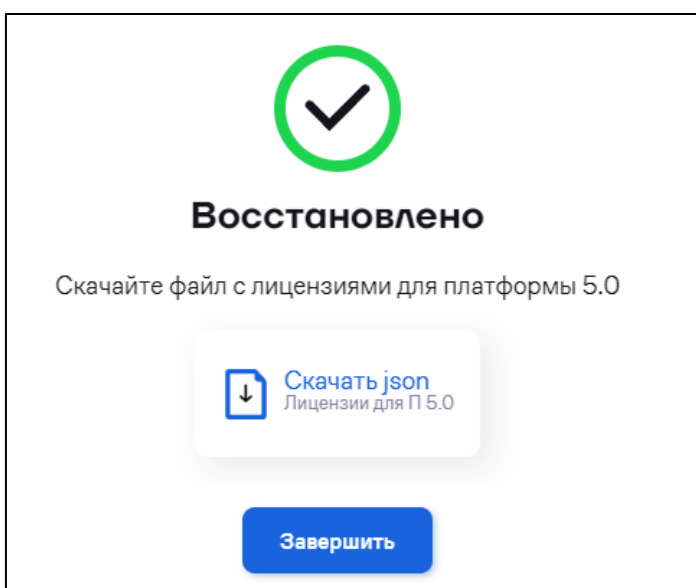 Восстановлено
Скачайте файл с лицензиями для платформы 5.0
Скачать json
Лицензии для П 5.0
Завершить